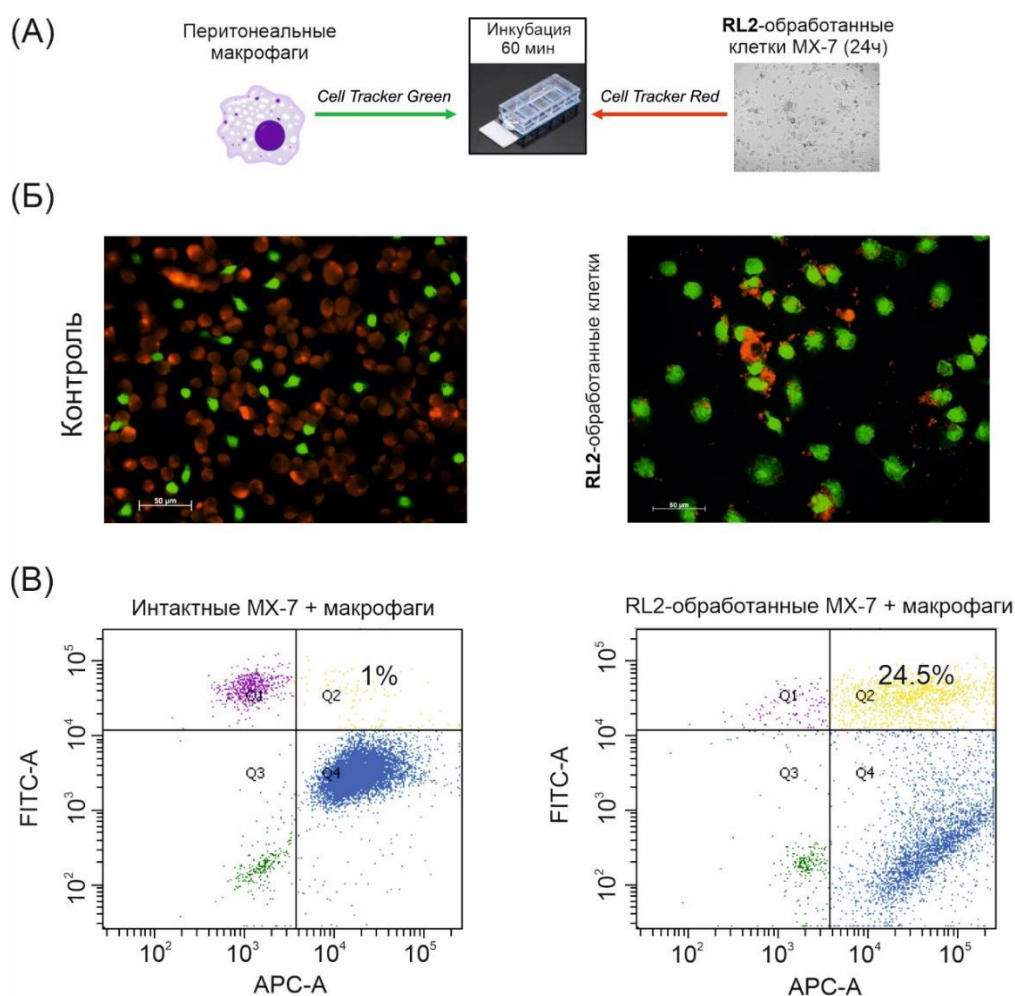 (А)
Перитонеальные
макрофаги
Cell Tracker Green
Инкубация
60 мин
Cell Tracker Red
RL2-обработанные
клетки МХ-7 (24ч)
(Б)
Контроль
50 µm
RL2-обработанные клетки
50 µm
(В)
Интактные МХ-7 + макрофаги
1%
Q1
Q2
Q3
Q4
10^5
10^4
10^3
10^2
FITC-A
10^2
10^3
10^4
10^5
APC-A
RL2-обработанные МХ-7 + макрофаги
24.5%
Q1
Q2
Q3
Q4
10^5
10^4
10^3
10^2
FITC-A
10^2
10^3
10^4
10^5
APC-A